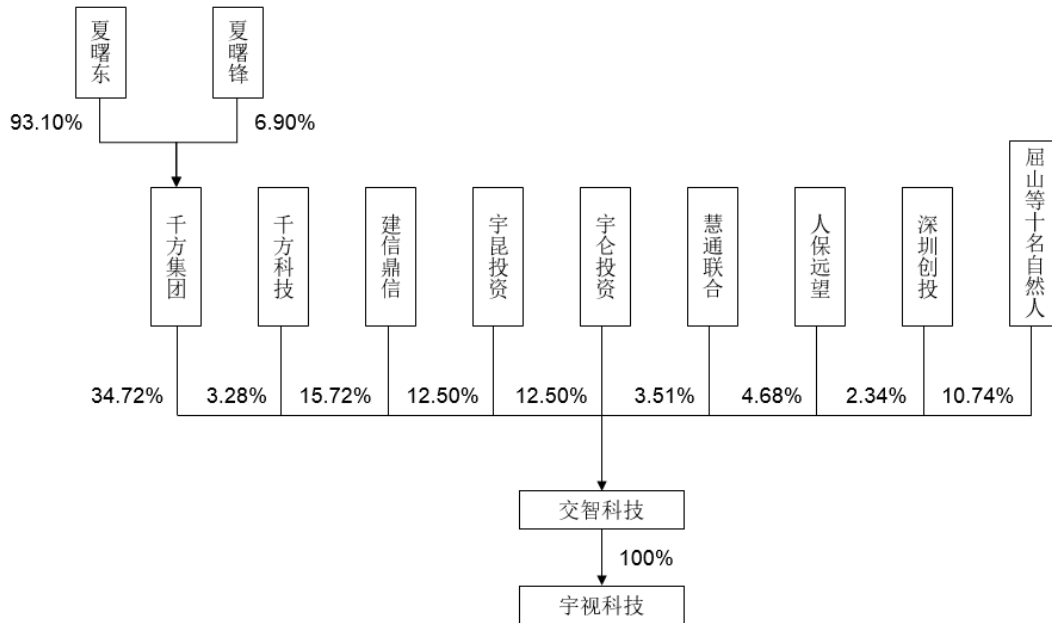 夏曙东
夏曙锋
93.10%
6.90%
千方集团
千方科技
建信鼎信
宇昆投资
宇仑投资
慧通联合
人保远望
深圳创投
屈山等十名自然人
34.72%
3.28%
15.72%
12.50%
12.50%
3.51%
4.68%
2.34%
10.74%
交智科技
100%
宇视科技